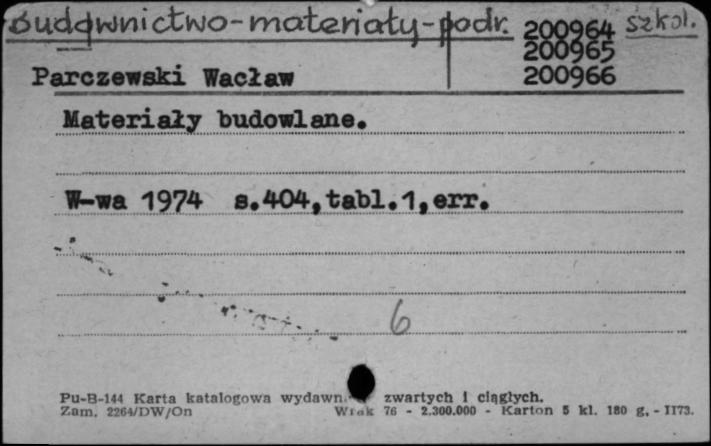 Budownictwo-materiały-podr. szkol.
200964
200965
Parczewski Wacław 200966
Materiały budowlane.
W-wa 1974 s.404,tabl.1,err.
6
Pu-B-144 Karta katalogowa wydawn. zwartych i ciągłych.
Zam. 2264/DW/On W 76 - 2.300.000 - Karton 5 kl. 180 g. - II73.